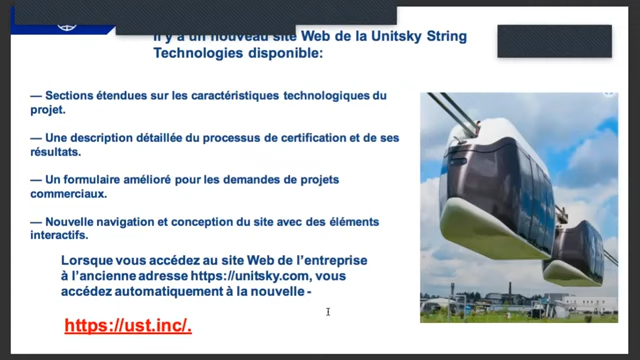 Il y a un nouveau site Web de la Unitsky String
Technologies disponible:
— Sections étendues sur les caractéristiques technologiques du
projet.
— Une description détaillée du processus de certification et de ses
résultats.
— Un formulaire amélioré pour les demandes de projets
commerciaux.
— Nouvelle navigation et conception du site avec des éléments
interactifs.
Lorsque vous accédez au site Web de l'entreprise
à l'ancienne adresse https://unitsky.com, vous
accédez automatiquement à la nouvelle -
https://ust.inc/.